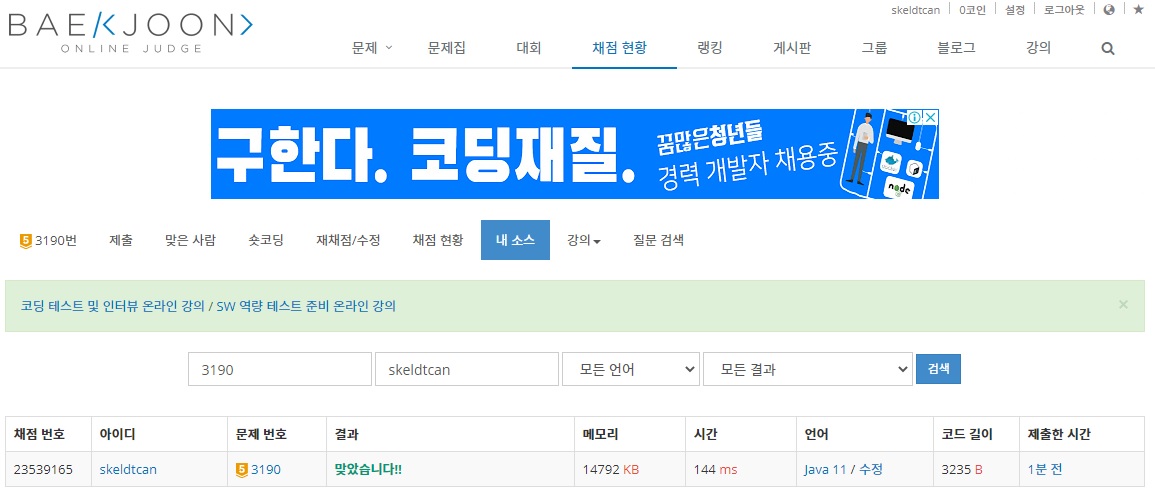 skeldtcan 0코인 설정 로그아웃
BAEKJOON
ONLINE JUDGE
문제 문제집 대회 채점 현황 랭킹 게시판 그룹 블로그 강의
구한다. 코딩재질.
꿈많은청년들
경력 개발자 채용중
node
5 3190번 제출 맞은 사람 숏코딩 재채점/수정 채점 현황 내 소스 강의 질문 검색
코딩 테스트 및 인터뷰 온라인 강의 / SW 역량 테스트 준비 온라인 강의 ×
3190 skeldtcan 모든 언어 모든 결과 검색
채점 번호 아이디 문제 번호 결과 메모리 시간 언어 코드 길이 제출한 시간
23539165 skeldtcan 5 3190 맞았습니다!! 14792 KB 144 ms Java 11 / 수정 3235 B 1분 전